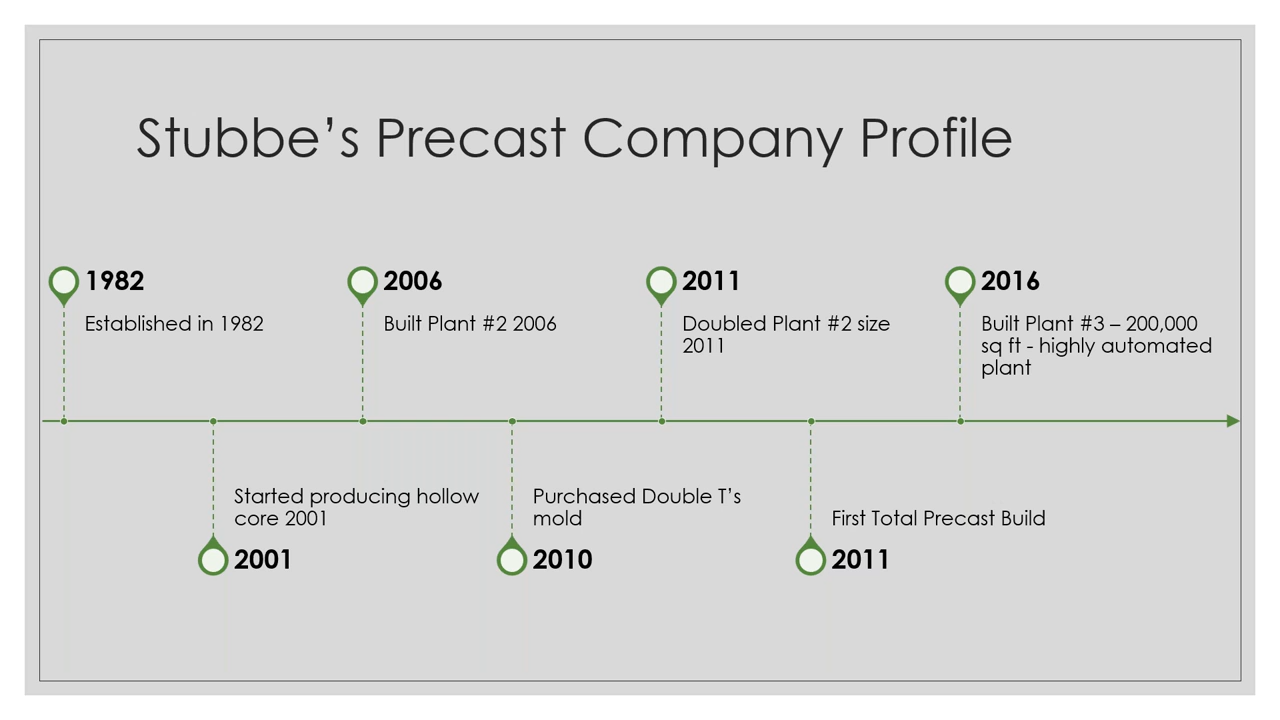 Stubbe’s Precast Company Profile
1982
Established in 1982
2006
Built Plant #2 2006
2011
Doubled Plant #2 size
2011
2016
Built Plant #3 – 200,000
sq ft - highly automated
plant
Started producing hollow
core 2001
2001
Purchased Double T’s
mold
2010
First Total Precast Build
2011